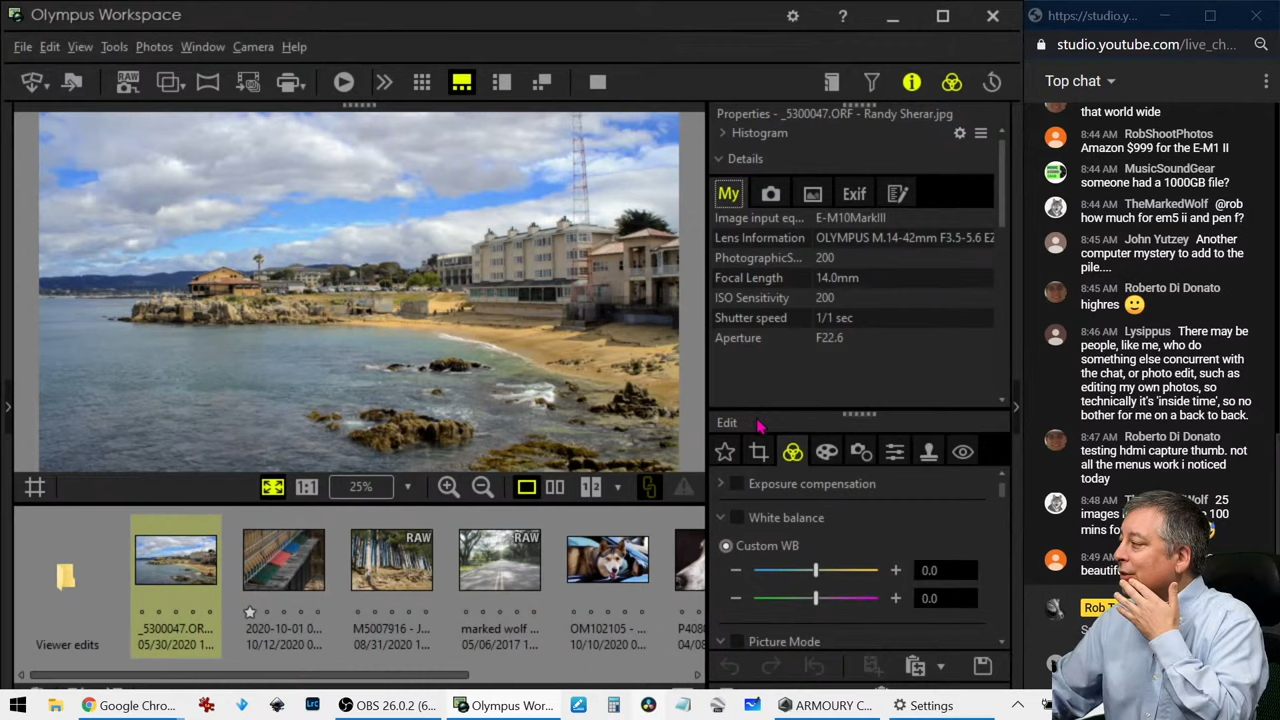 Olympus Workspace
https://studio.y...
studio.youtube.com/live_ch...
File Edit View Tools Photos Window Camera Help
RAW
Top chat
Properties - _5300047.ORF - Randy Sherar.jpg
Histogram
Details
My
Exif
Image input eq... E-M10MarkIII
Lens Information OLYMPUS M.14-42mm F3.5-5.6 EZ
PhotographicS... 200
Focal Length 14.0mm
ISO Sensitivity 200
Shutter speed 1/1 sec
Aperture F22.6
Edit
Exposure compensation
White balance
Custom WB
0.0
0.0
Picture Mode
1:1
25%
1 2
RAW
RAW
Viewer edits
_5300047.OR...
05/30/2020 1...
2020-10-01 0...
10/12/2020 0...
M5007916 - J...
08/31/2020 1...
marked wolf ...
05/06/2017 1...
OM102105 - ...
10/10/2020 0...
P4080
04/08
that world wide
8:44 AM RobShootPhotos
Amazon $999 for the E-M1 II
8:44 AM MusicSoundGear
someone had a 1000GB file?
8:44 AM TheMarkedWolf @rob
how much for em5 ii and pen f?
8:45 AM John Yutzey Another
computer mystery to add to the
pile....
8:45 AM Roberto Di Donato
highres
8:46 AM Lysippus There may be
people, like me, who do
something else concurrent with
the chat, or photo edit, such as
editing my own photos, so
technically it's 'inside time', so no
bother for me on a back to back.
8:47 AM Roberto Di Donato
testing hdmi capture thumb. not
all the menus work i noticed
today
8:48 AM Wolf 25
images
100
mins fo
8:49
beautif
Rob T
Google Chro...
Lrc
OBS 26.0.2 (6...
Olympus Wor...
ARMOURY C...
Settings